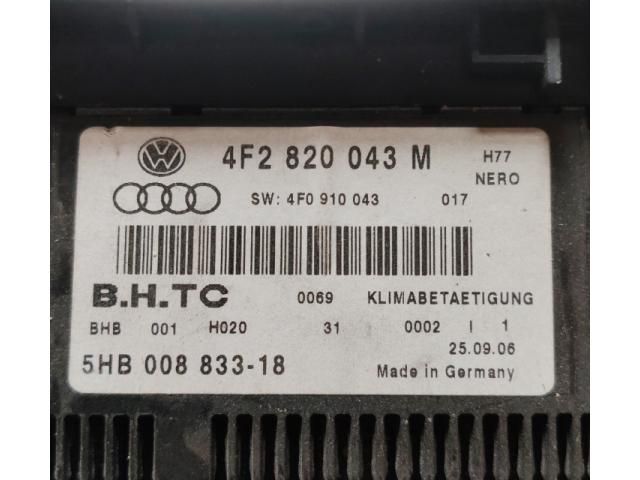 4F2 820 043 M H77
NERO
SW: 4F0 910 043 017
B.H.TC 0069 KLIMABETAETIGUNG
BHB 001 H020 31 0002 I 1
25.09.06
5HB 008 833-18 Made in Germany